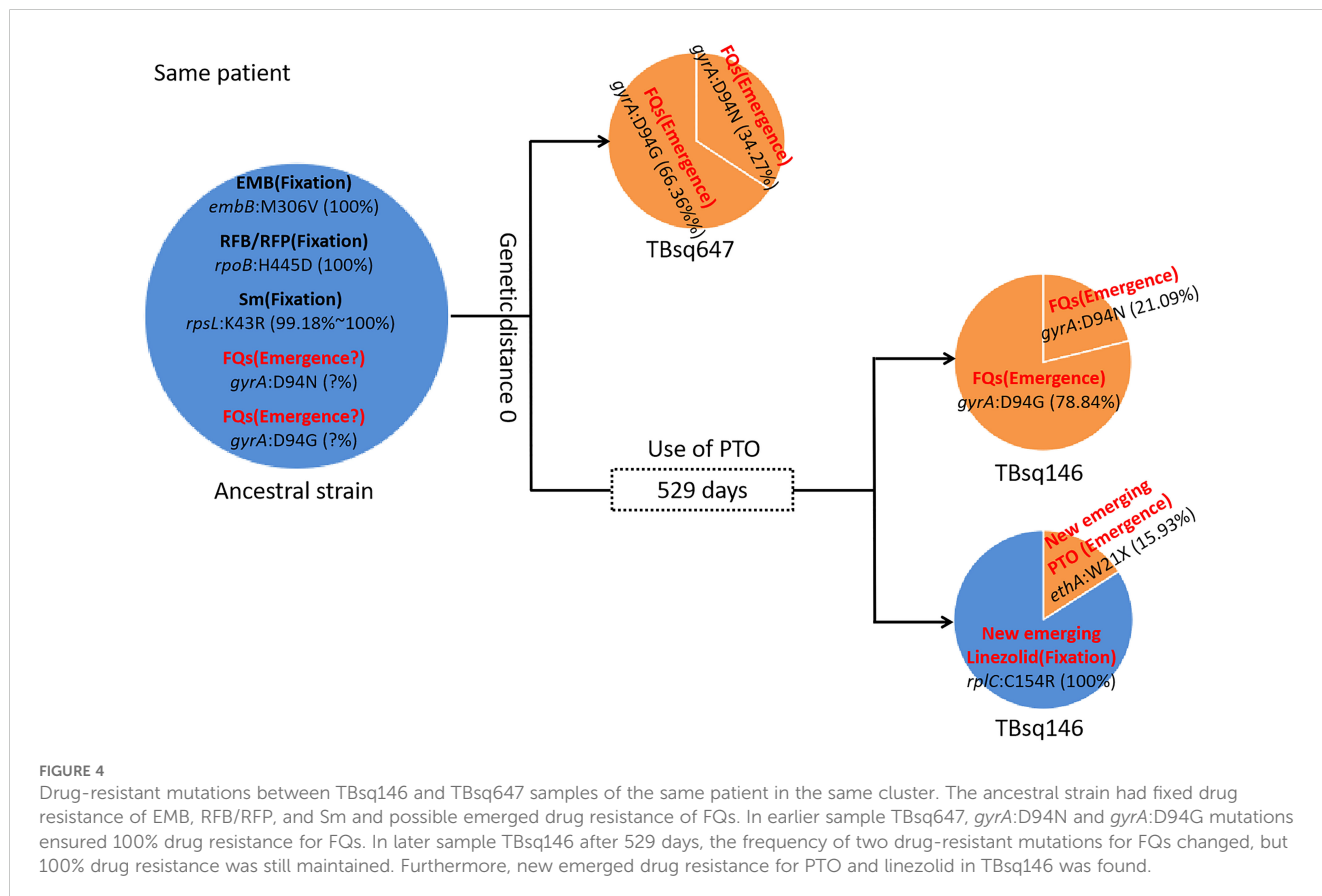 Same patient
EMB(Fixation)
embB:M306V (100%)
RFB/RFP(Fixation)
rpoB:H445D (100%)
Sm(Fixation)
rpsL:K43R (99.18%~100%)
FQs(Emergence?)
gyrA:D94N (?%)
FQs(Emergence?)
gyrA:D94G (?%)
Ancestral strain
Genetic distance 0
FQs(Emergence)
gyrA:D94N (34.27%)
FQs(Emergence)
gyrA:D94G (66.36%%)
TBsq647
Use of PTO
529 days
FQs(Emergence)
gyrA:D94N (21.09%)
FQs(Emergence)
gyrA:D94G (78.84%)
TBsq146
New emerging
PTO (Emergence)
ethA:W21X (15.93%)
New emerging
Linezolid(Fixation)
rplC:C154R (100%)
TBsq146
FIGURE 4
Drug-resistant mutations between TBsq146 and TBsq647 samples of the same patient in the same cluster. The ancestral strain had fixed drug
resistance of EMB, RFB/RFP, and Sm and possible emerged drug resistance of FQs. In earlier sample TBsq647, gyrA:D94N and gyrA:D94G mutations
ensured 100% drug resistance for FQs. In later sample TBsq146 after 529 days, the frequency of two drug-resistant mutations for FQs changed, but
100% drug resistance was still maintained. Furthermore, new emerged drug resistance for PTO and linezolid in TBsq146 was found.